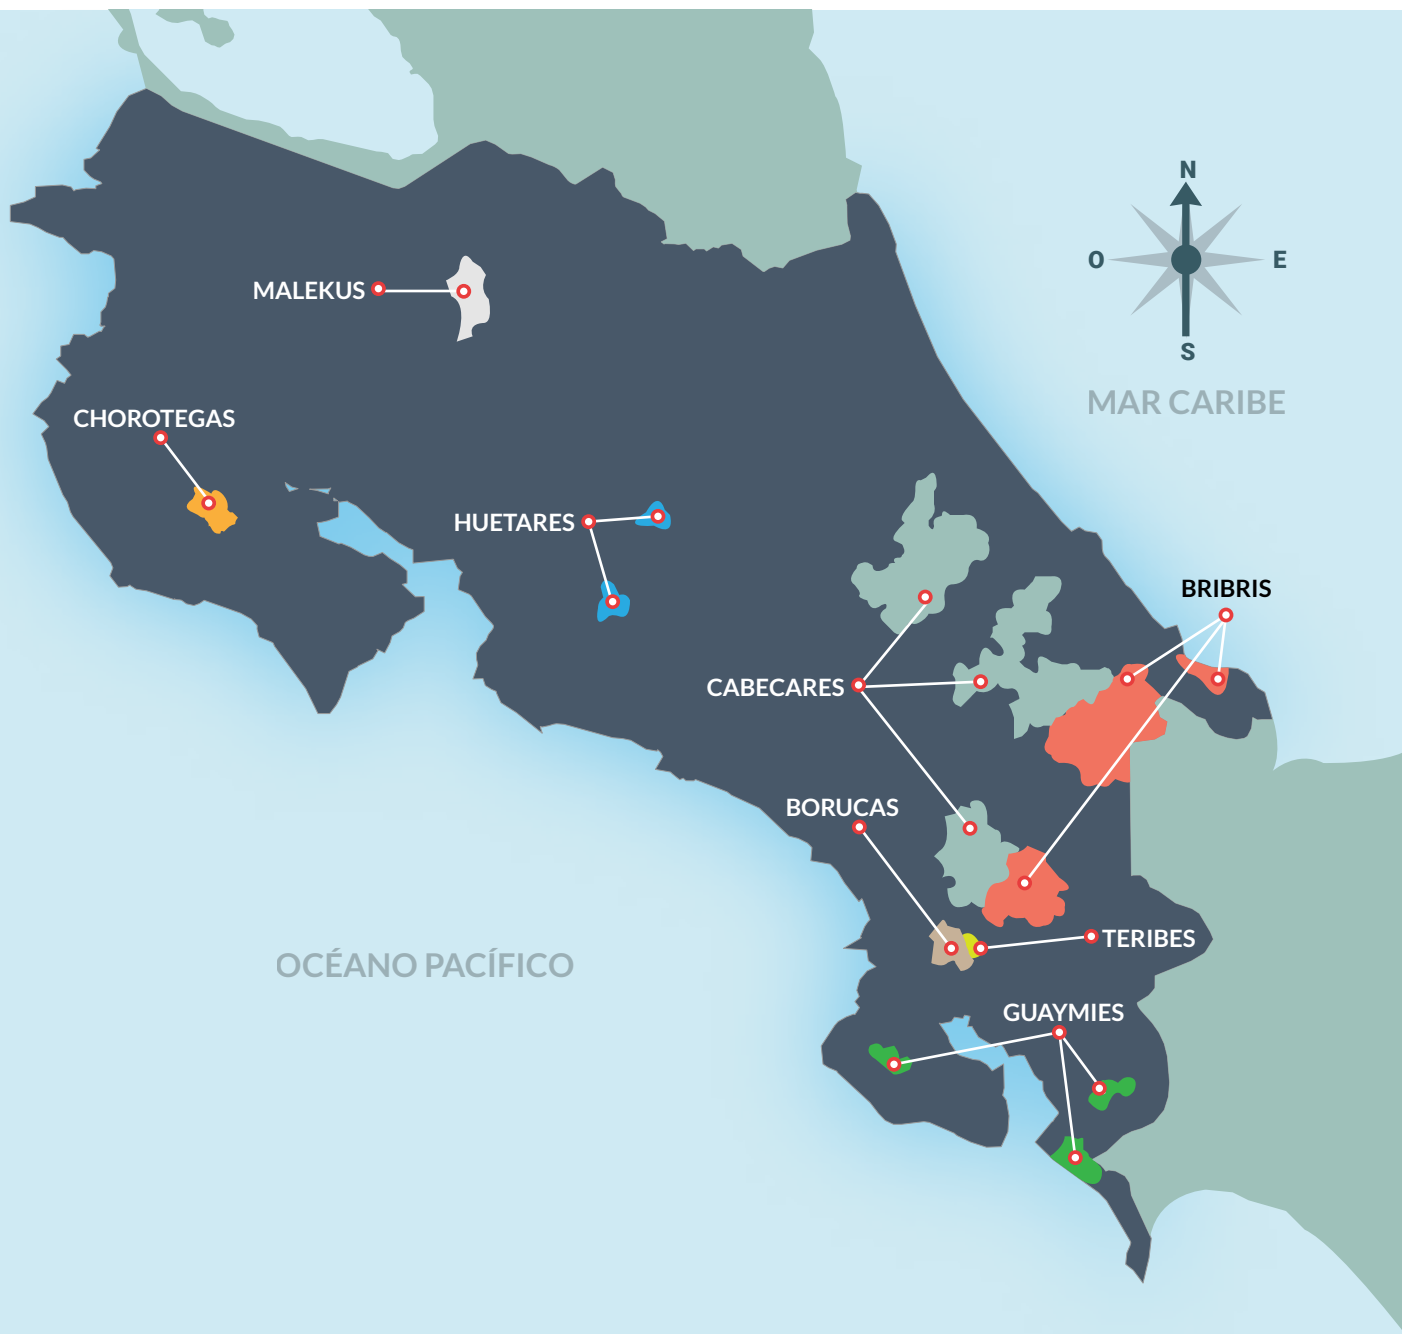 N
O
E
S
MALEKUS
MAR CARIBE
CHOROTEGAS
HUETARES
BRIBRIS
CABECARES
BORUCAS
TERIBES
OCÉANO PACÍFICO
GUAYMIES